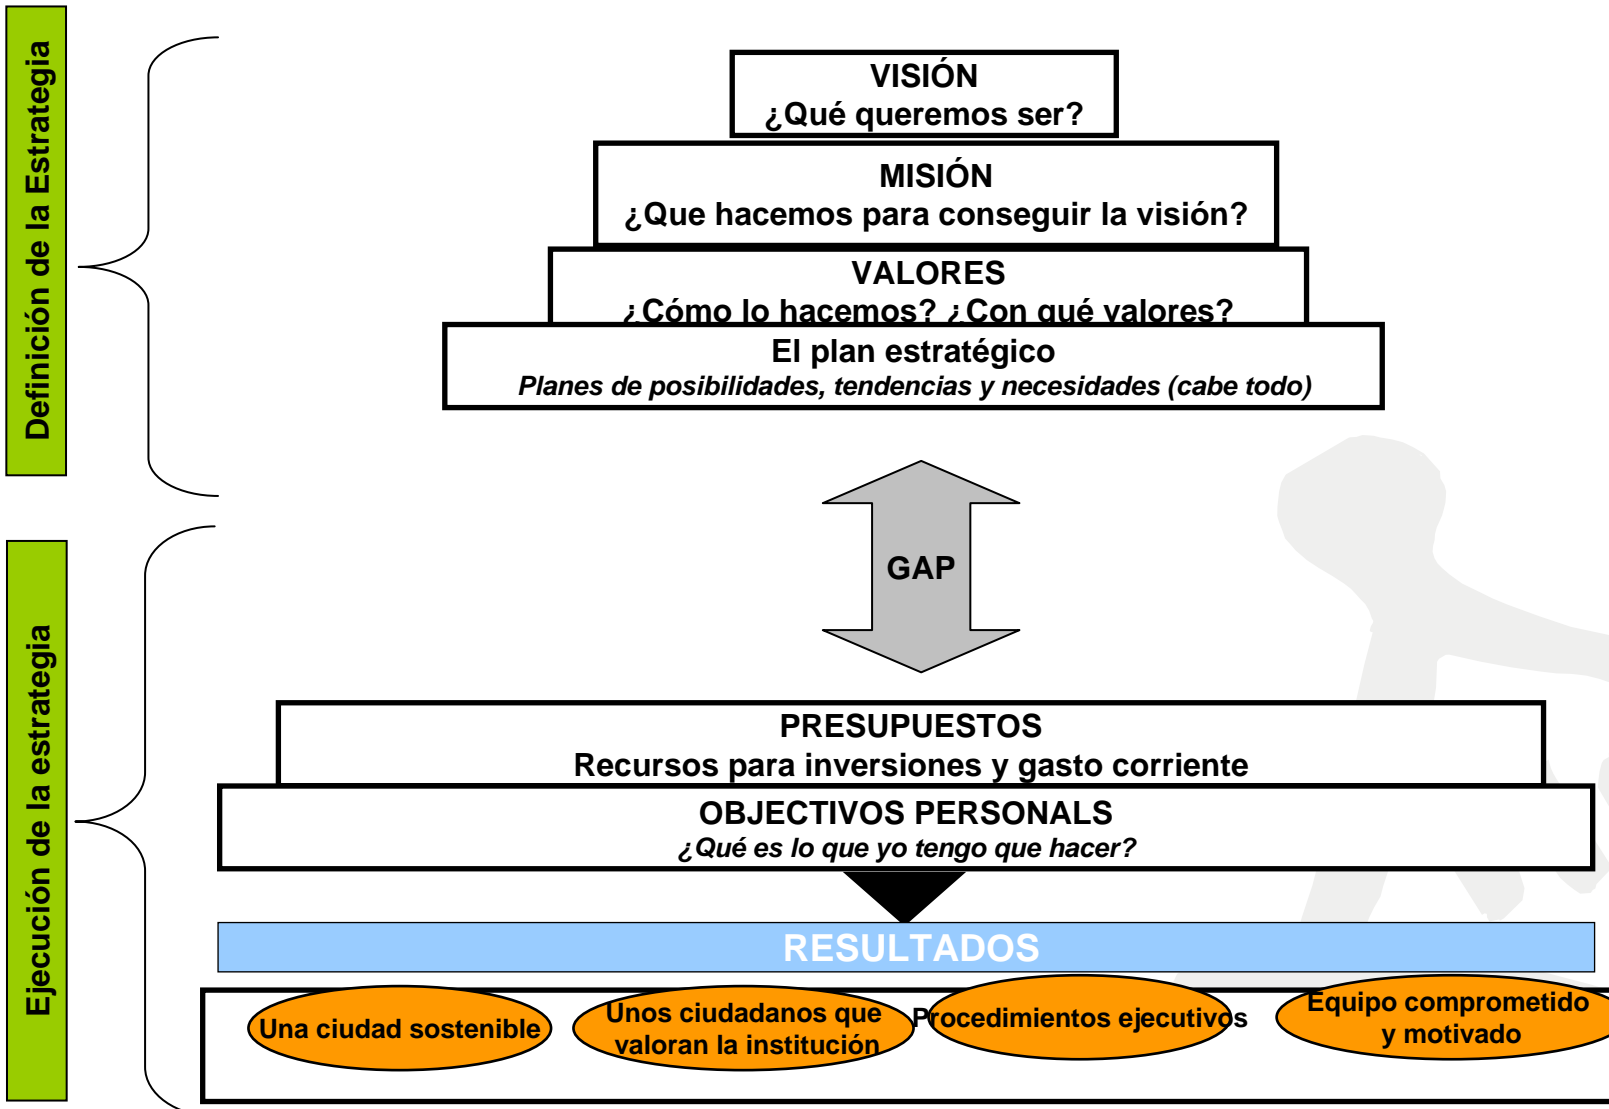 Definición de la Estrategia
VISIÓN
¿Qué queremos ser?
MISIÓN
¿Que hacemos para conseguir la visión?
VALORES
¿Cómo lo hacemos? ¿Con qué valores?
El plan estratégico
Planes de posibilidades, tendencias y necesidades (cabe todo)
GAP
Ejecución de la estrategia
PRESUPUESTOS
Recursos para inversiones y gasto corriente
OBJECTIVOS PERSONALS
¿Qué es lo que yo tengo que hacer?
RESULTADOS
Una ciudad sostenible
Unos ciudadanos que
valoran la institución
Procedimientos ejecutivos
Equipo comprometido
y motivado